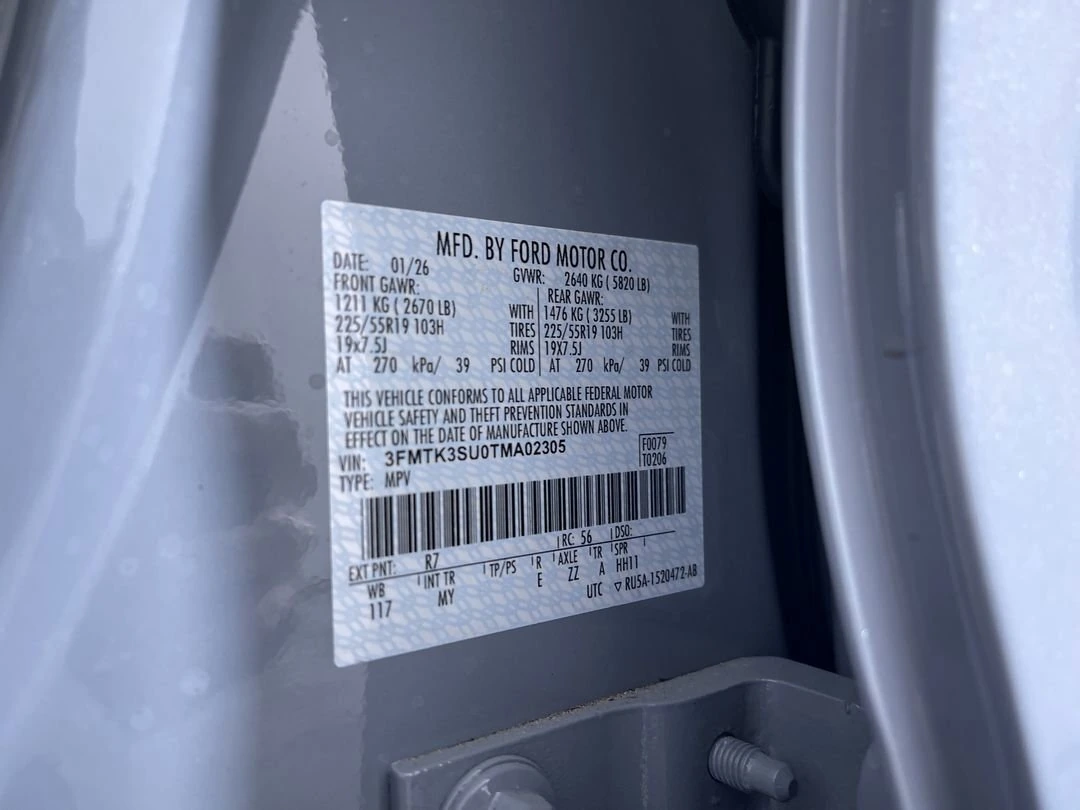 MFD. BY FORD MOTOR CO.
DATE: 01/26 GVWR: 2640 KG ( 5820 LB)
FRONT GAWR: REAR GAWR:
1211 KG ( 2670 LB) WITH 1476 KG ( 3255 LB) WITH
225/55R19 103H TIRES 225/55R19 103H TIRES
19x7.5J RIMS 19X7.5J RIMS
AT 270 kPa/ 39 PSI COLD AT 270 kPa/ 39 PSI COLD
THIS VEHICLE CONFORMS TO ALL APPLICABLE FEDERAL MOTOR
VEHICLE SAFETY AND THEFT PREVENTION STANDARDS IN
EFFECT ON THE DATE OF MANUFACTURE SHOWN ABOVE.
VIN: 3FMTK3SU0TMA02305 F0079
TYPE: MPV T0206
EXT PNT: R7 RC: 56 DSO:
WB INT TR TP/PS R AXLE TR SPR
117 MY E ZZ A HH11
UTC ▽ RU5A-1520472-AB